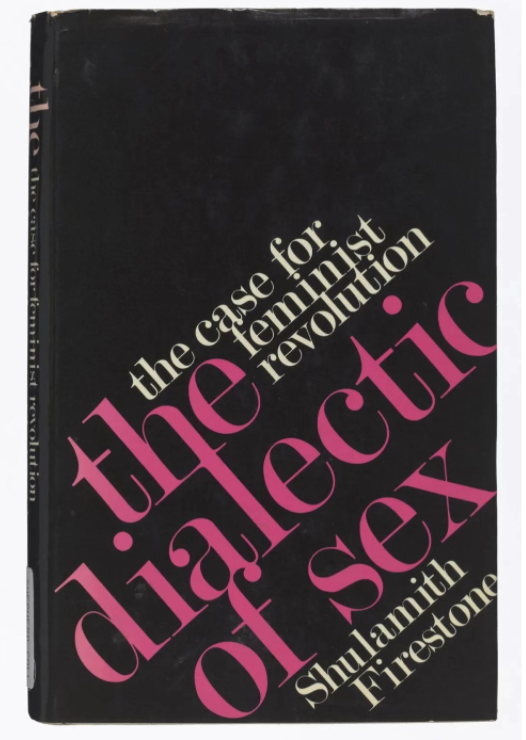 the case for
feminist
revolution
the
dialectic
of sex
Shulamith
Firestone
the the case for feminist revolution